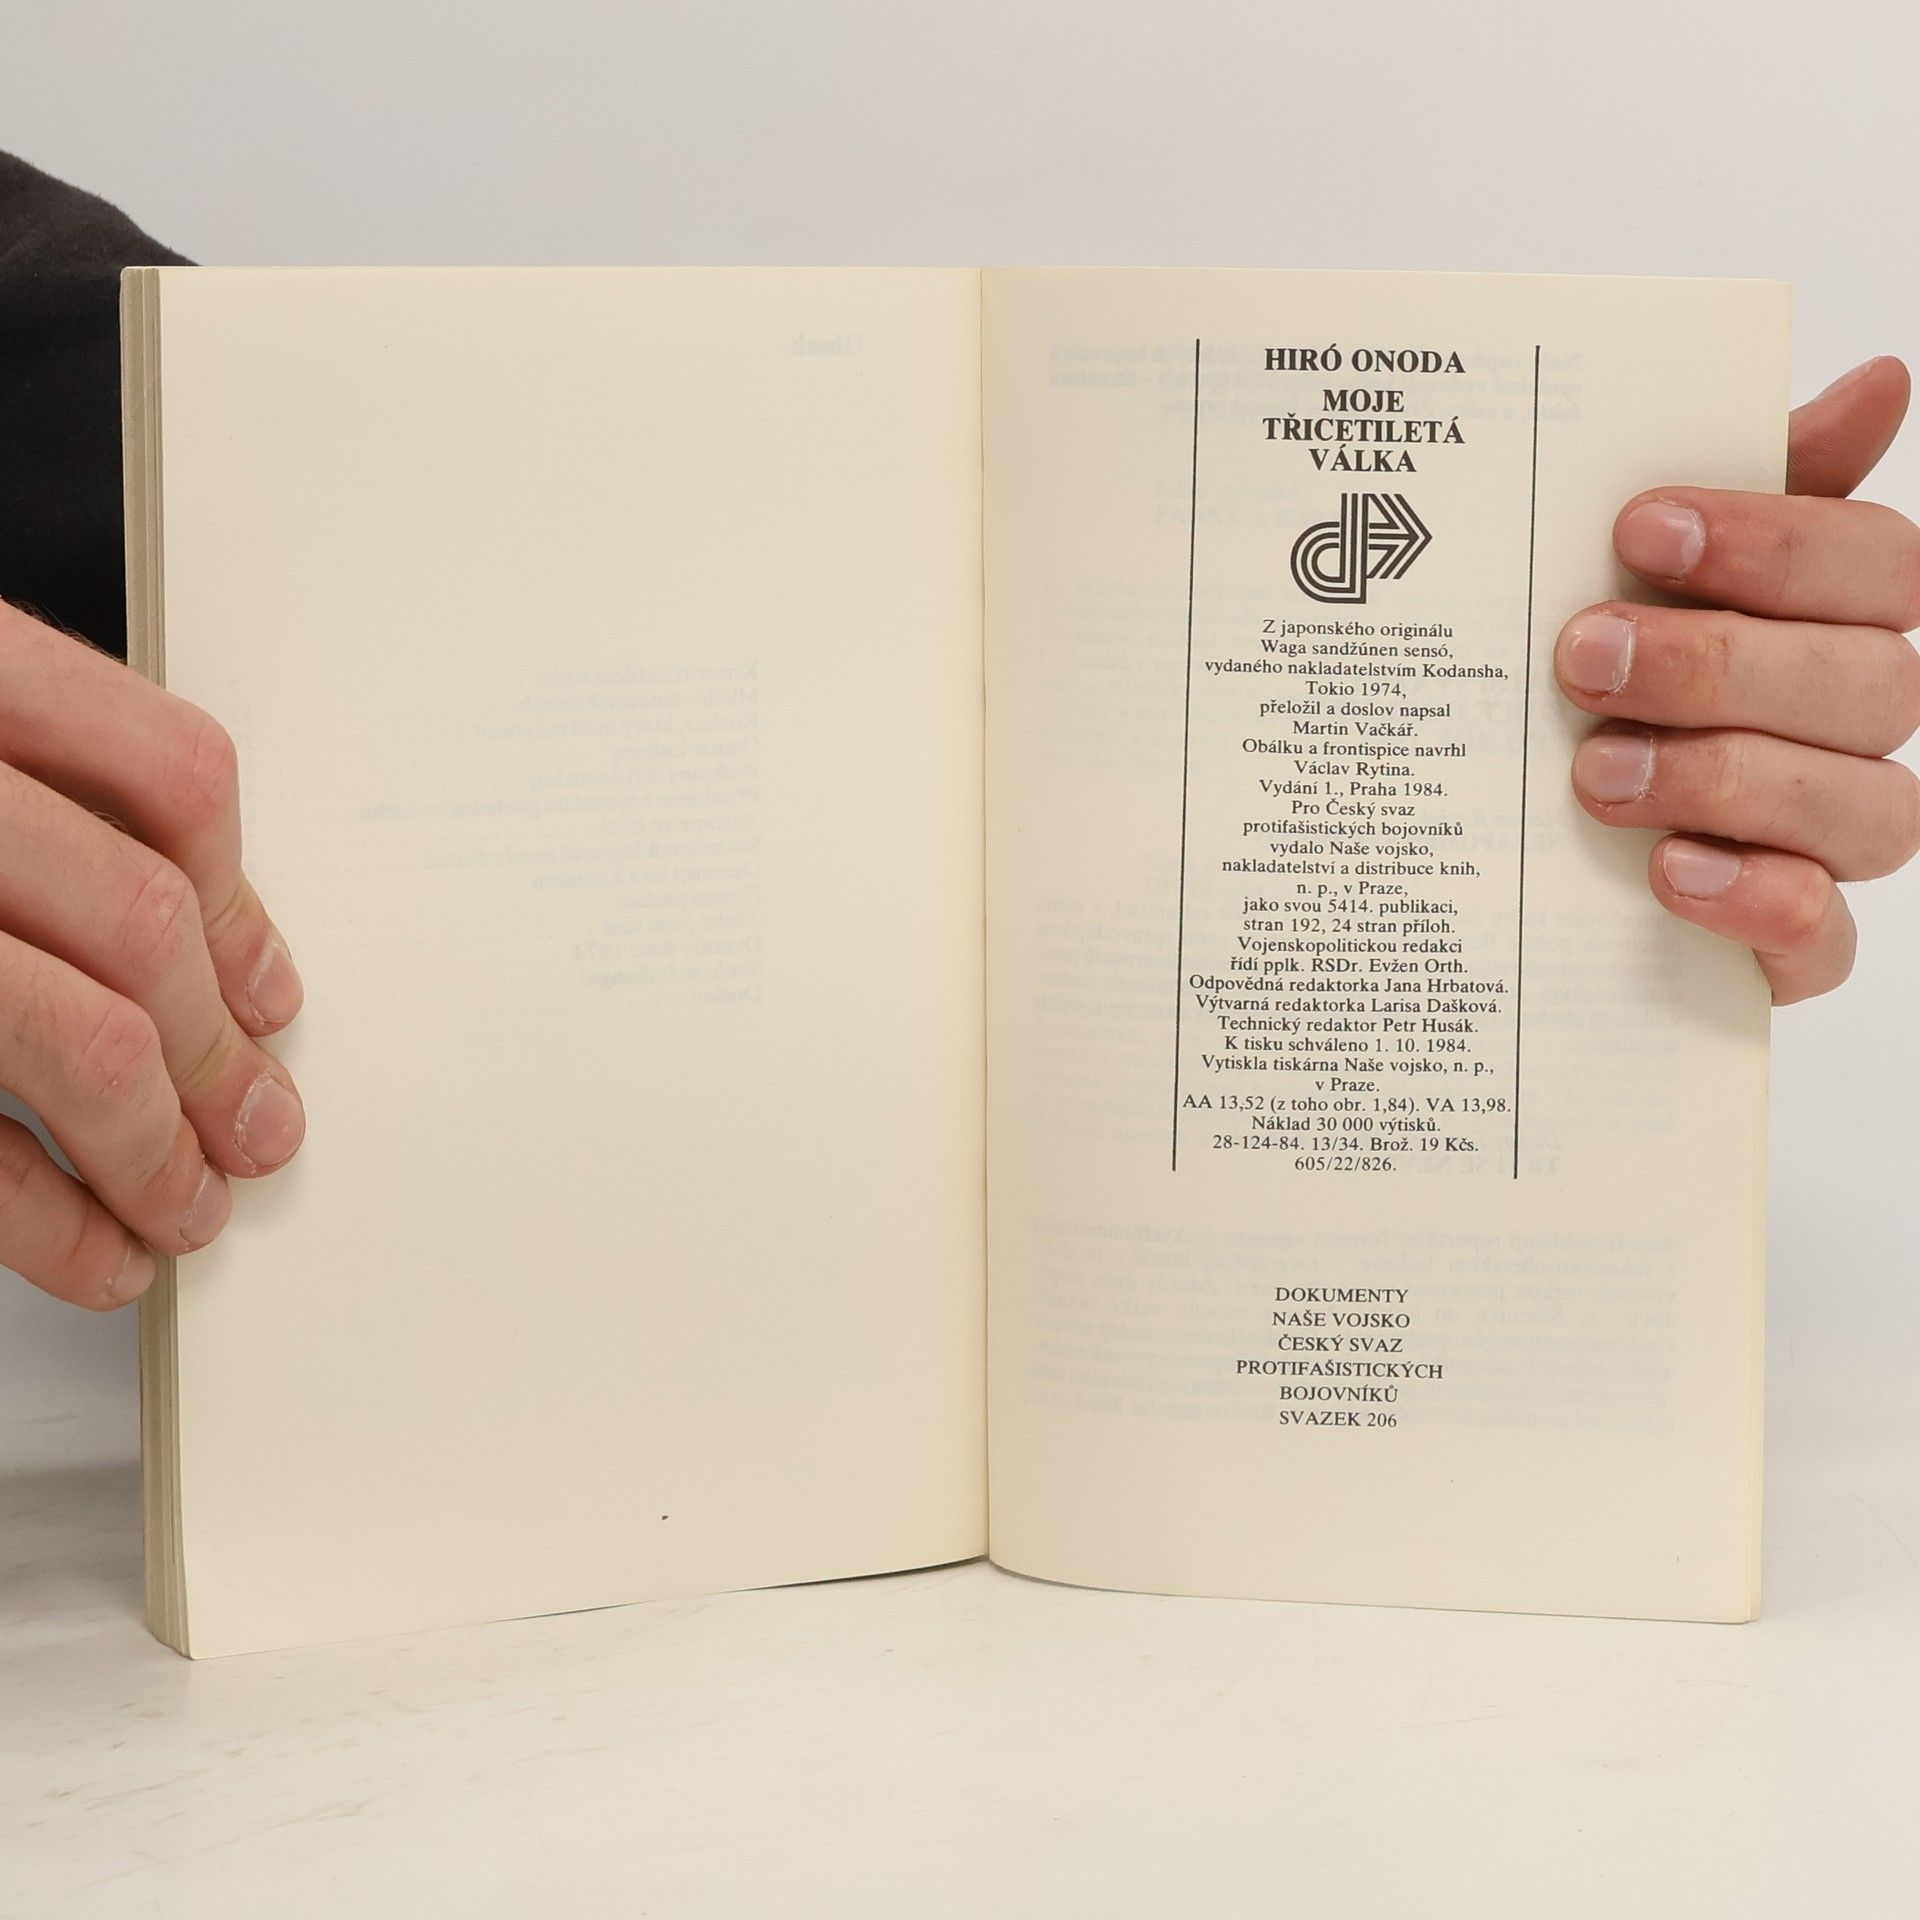 HIRÓ ONODA
MOJE
TŘICETILETÁ
VÁLKA
Z japonského originálu
Waga sandžúnen sensó,
vydaného nakladatelstvím Kodansha,
Tokio 1974,
přeložil a doslov napsal
Martin Vačkář.
Obálku a frontispice navrhl
Václav Rytina.
Vydání 1., Praha 1984.
Pro Český svaz
protifašistických bojovníků
vydalo Naše vojsko,
nakladatelství a distribuce knih,
n. p., v Praze,
jako svou 5414. publikaci,
stran 192, 24 stran příloh.
Vojenskopolitickou redakci
řídí pplk. RSDr. Evžen Orth.
Odpovědná redaktorka Jana Hrbatová.
Výtvarná redaktorka Larisa Dašková.
Technický redaktor Petr Husák.
K tisku schváleno 1. 10. 1984.
Vytiskla tiskárna Naše vojsko, n. p.,
v Praze.
AA 13,52 (z toho obr. 1,84). VA 13,98.
Náklad 30 000 výtisků.
28-124-84. 13/34. Brož. 19 Kčs.
605/22/826.
DOKUMENTY
NAŠE VOJSKO
ČESKÝ SVAZ
PROTIFAŠISTICKÝCH
BOJOVNÍKŮ
SVAZEK 206